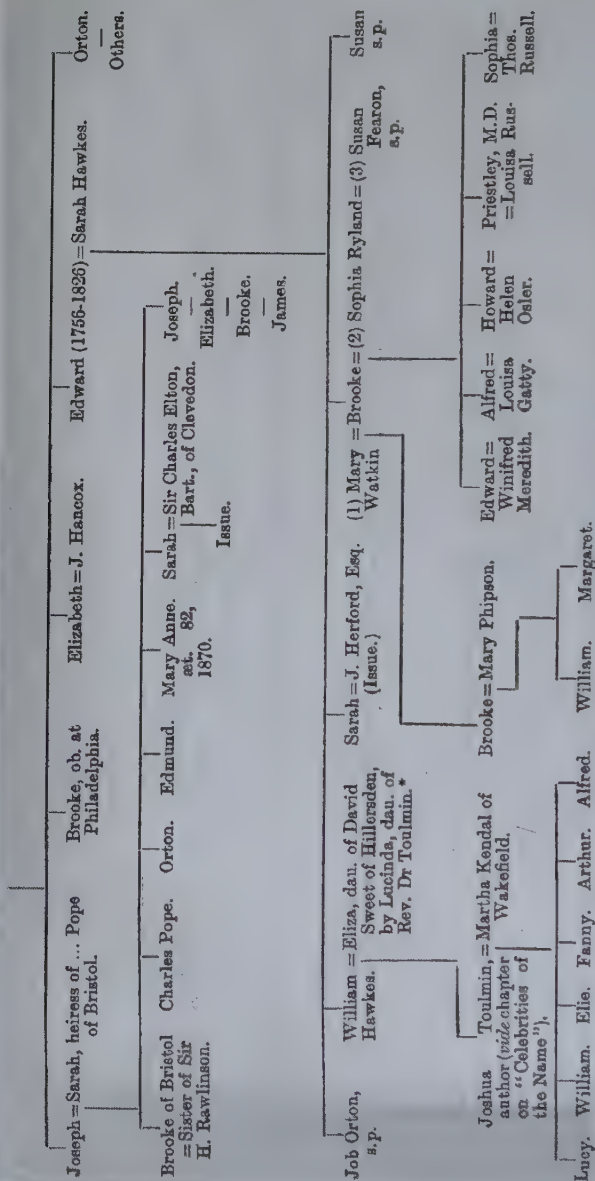 Joseph = Sarah, heiress of ... Pope
of Bristol.
Brooke, ob. at
Philadelphia.
Elizabeth = J. Hancox.
Edward (1756-1826) = Sarah Hawkes.
Orton.
—
Others.
Brooke of Bristol
= Sister of Sir
H. Rawlinson.
Charles Pope.
Orton.
Edmund.
Mary Anne.
æt. 82,
1870.
Sarah = Sir Charles Elton,
Bart., of Clevedon.
Issue.
Joseph.
—
Elizabeth.
—
Brooke.
—
James.
Job Orton,
s.p.
William = Eliza, dau. of David
Hawkes. Sweet of Hillersden,
by Lucinda, dau. of
Rev. Dr Toulmin.*
Sarah = J. Herford, Esq.
(Issue.)
(1) Mary = Brooke = (2) Sophia Ryland = (3) Susan
Watkin Fearon,
s.p.
Susan
s.p.
Joshua Toulmin, = Martha Kendal of
author (vide chapter Wakefield.
on "Celebrities of
the Name").
Brooke = Mary Phipson.
Edward =
Winifred
Meredith.
Alfred =
Louisa
Gatty.
Howard =
Helen
Osler.
Priestley, M.D.
= Louisa Rus-
sell.
Sophia =
Thos.
Russell.
Lucy. William. Elie. Fanny. Arthur. Alfred.
William. Margaret.